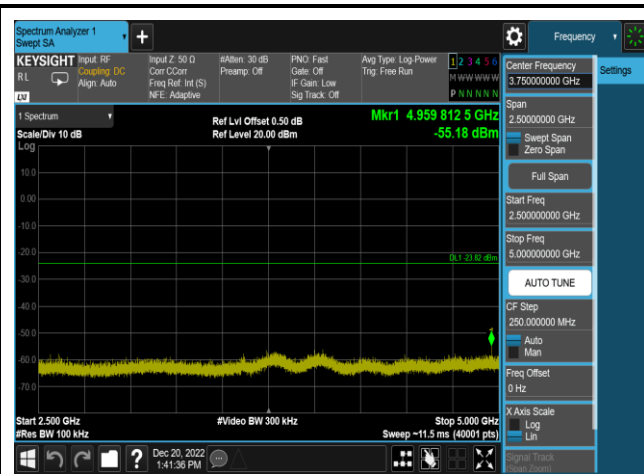 Spectrum Analyzer 1
Swept SA
+
Frequency
KEYSIGHT
RL
LXI
Input: RF
Coupling: DC
Align: Auto
Input Z: 50 Ω
Corr CCorr
Freq Ref: Int (S)
NFE: Adaptive
#Atten: 30 dB
Preamp: Off
PNO: Fast
Gate: Off
IF Gain: Low
Sig Track: Off
Avg Type: Log-Power
Trig: Free Run
1 2 3 4 5 6
M W W W W W
P N N N N N
1 Spectrum
Scale/Div 10 dB
Log
Ref Lvl Offset 0.50 dB
Ref Level 20.00 dBm
Mkr1 4.959 812 5 GHz
-55.18 dBm
10.0
0.00
-10.0
-20.0
-30.0
-40.0
-50.0
-60.0
-70.0
DL1 -23.82 dBm
1
Start 2.500 GHz
#Res BW 100 kHz
#Video BW 300 kHz
Stop 5.000 GHz
Sweep ~11.5 ms (40001 pts)
Dec 20, 2022
1:41:36 PM
?
Center Frequency
3.750000000 GHz
Settings
Span
2.50000000 GHz
Swept Span
Zero Span
Full Span
Start Freq
2.500000000 GHz
Stop Freq
5.000000000 GHz
AUTO TUNE
CF Step
250.000000 MHz
Auto
Man
Freq Offset
0 Hz
X Axis Scale
Log
Lin
Signal Track
(Span Zoom)